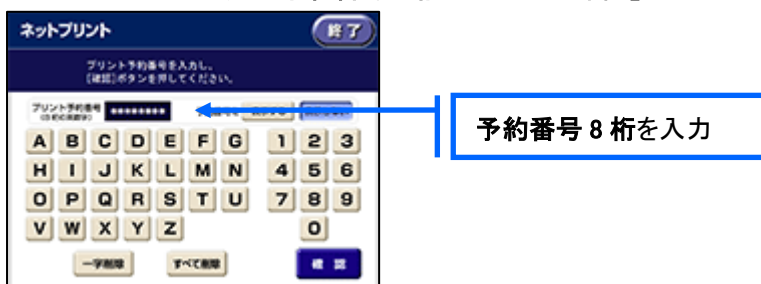 ネットプリント
終了
プリント予約番号を入力し、
[確認]ボタンを押してください。
プリント予約番号
********
A B C D E F G 1 2 3
H I J K L M N 4 5 6
O P Q R S T U 7 8 9
V W X Y Z 0
一字削除 すべて削除 確認
予約番号 8 桁を入力